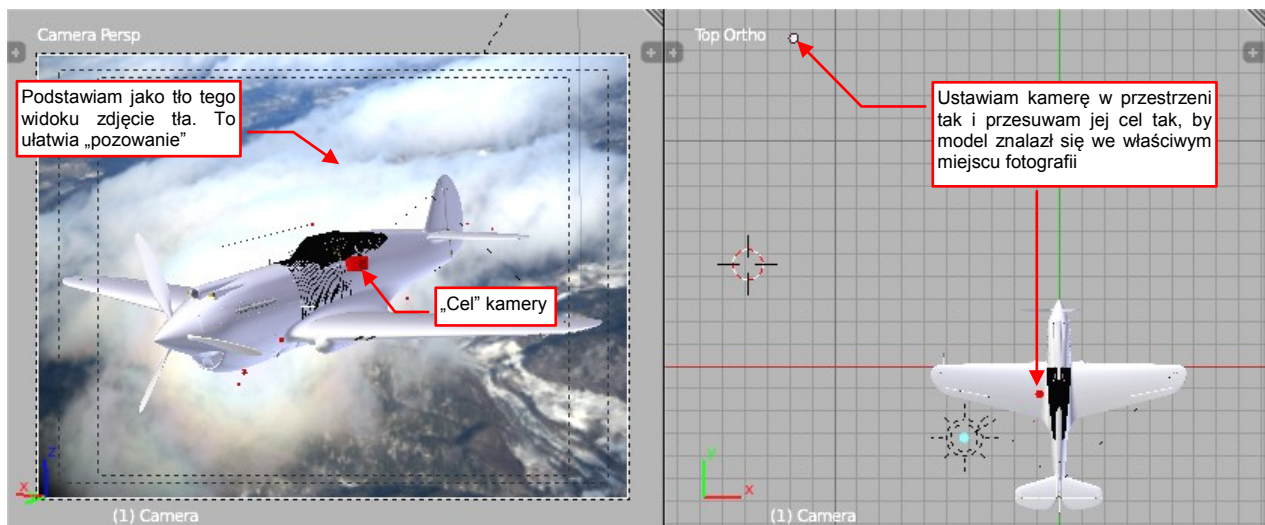 Camera Persp
Podstawiam jako tło tego
widoku zdjęcie tła. To
ułatwia „pozowanie”
„Cel” kamery
z
x
(1) Camera
Top Ortho
Ustawiam kamerę w przestrzeni
tak i przesuwam jej cel tak, by
model znalazł się we właściwym
miejscu fotografii
y
x
(1) Camera